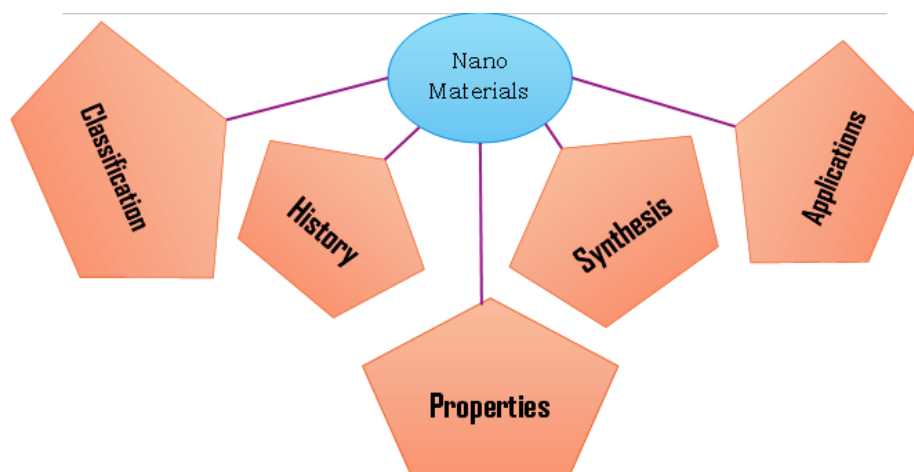 Nano
Materials
Classification
History
Properties
Synthesis
Applications